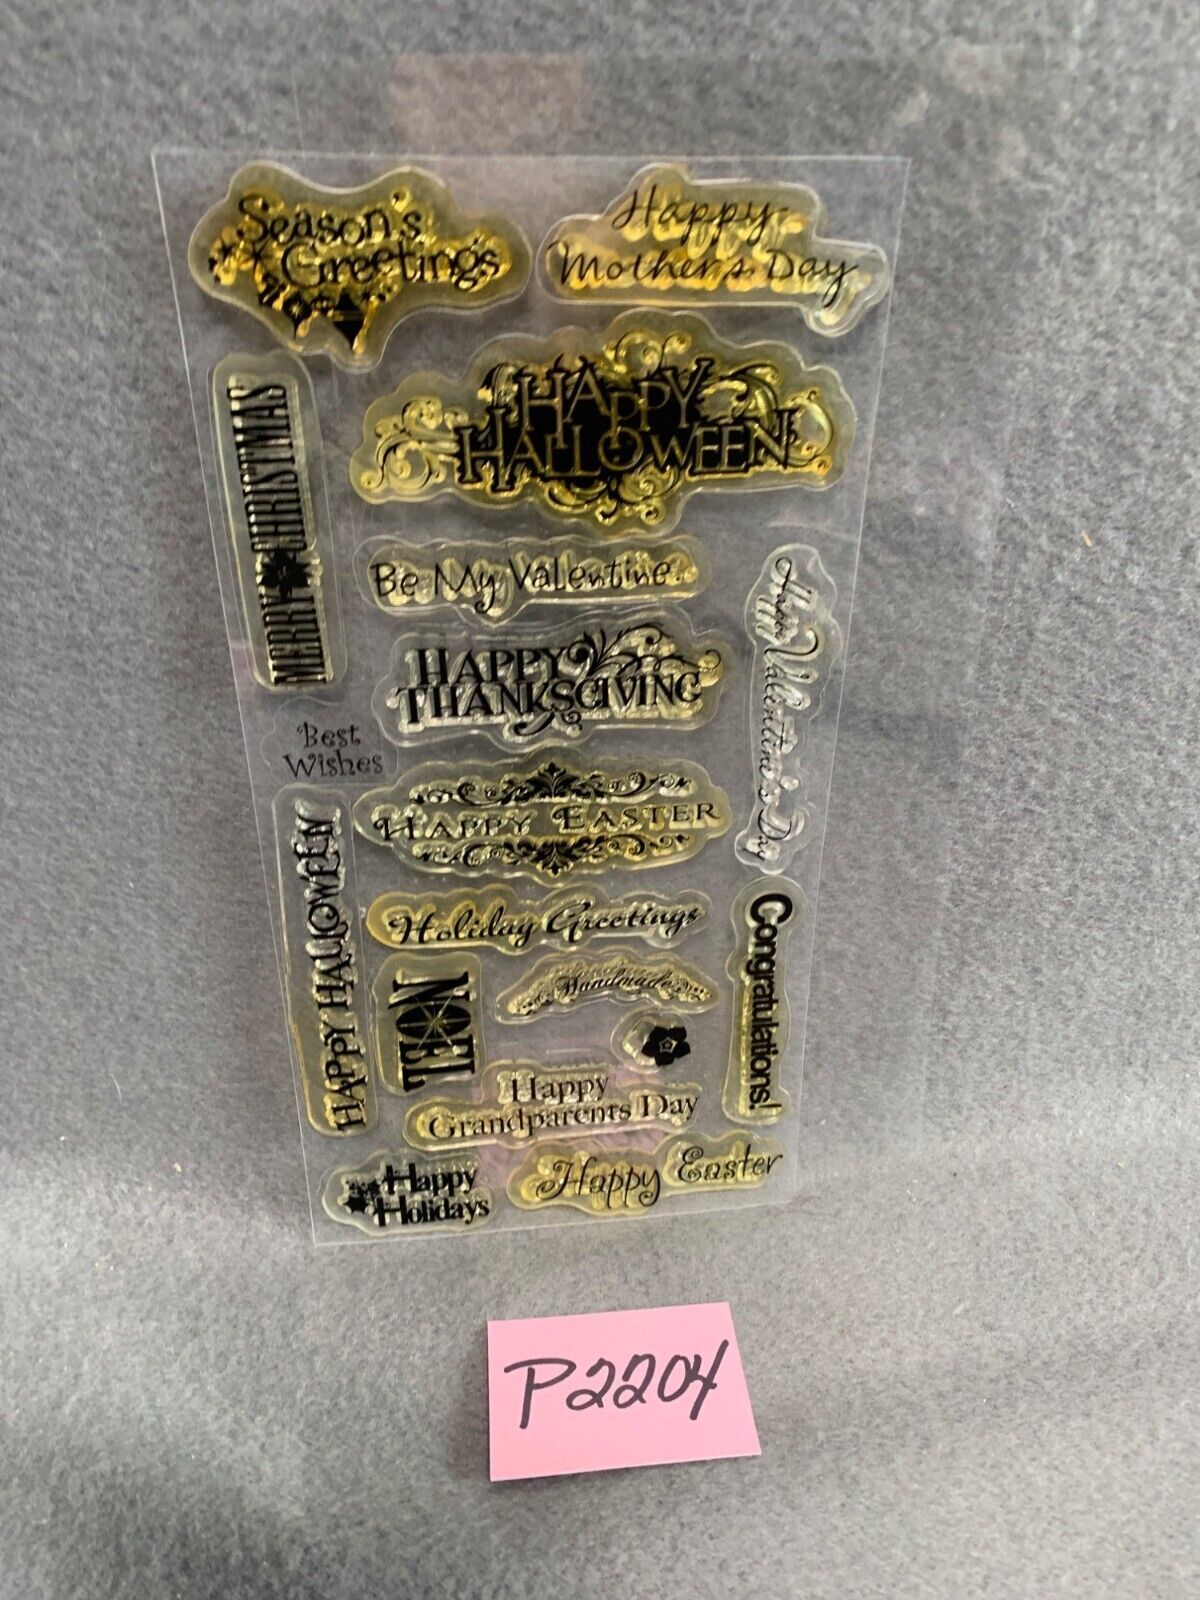 Season's
Greetings
Happy
Mother's Day
MERRY CHRISTMAS
HAPPY
HALLOWEEN
Be My Valentine
Happy Valentine's Day
HAPPY
THANKSGIVING
Best
Wishes
HAPPY EASTER
HAPPY HALLOWEEN
Holiday Greetings
Congratulations!
NOEL
Handmade
Happy
Grandparents Day
Happy
Holidays
Happy Easter
P2204